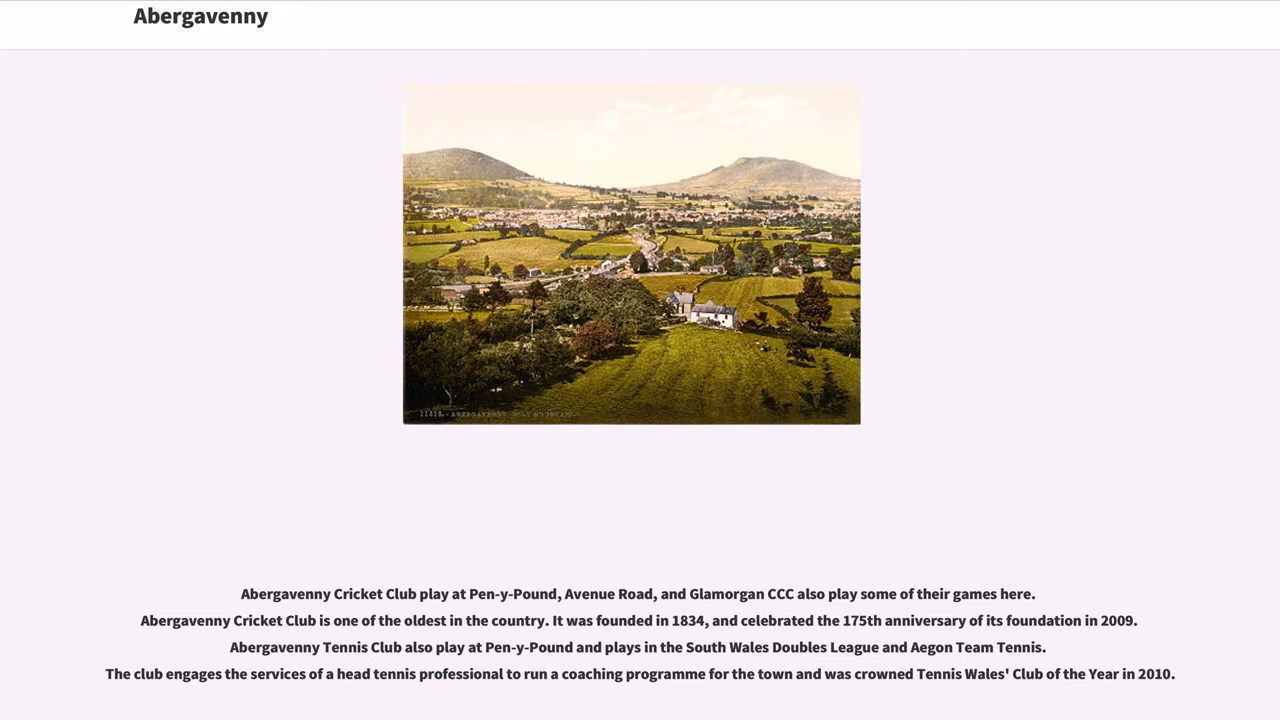 Abergavenny
11218. - ABERGAVENNY. HOLY MOUNTAIN.
Abergavenny Cricket Club play at Pen-y-Pound, Avenue Road, and Glamorgan CCC also play some of their games here.
Abergavenny Cricket Club is one of the oldest in the country. It was founded in 1834, and celebrated the 175th anniversary of its foundation in 2009.
Abergavenny Tennis Club also play at Pen-y-Pound and plays in the South Wales Doubles League and Aegon Team Tennis.
The club engages the services of a head tennis professional to run a coaching programme for the town and was crowned Tennis Wales' Club of the Year in 2010.